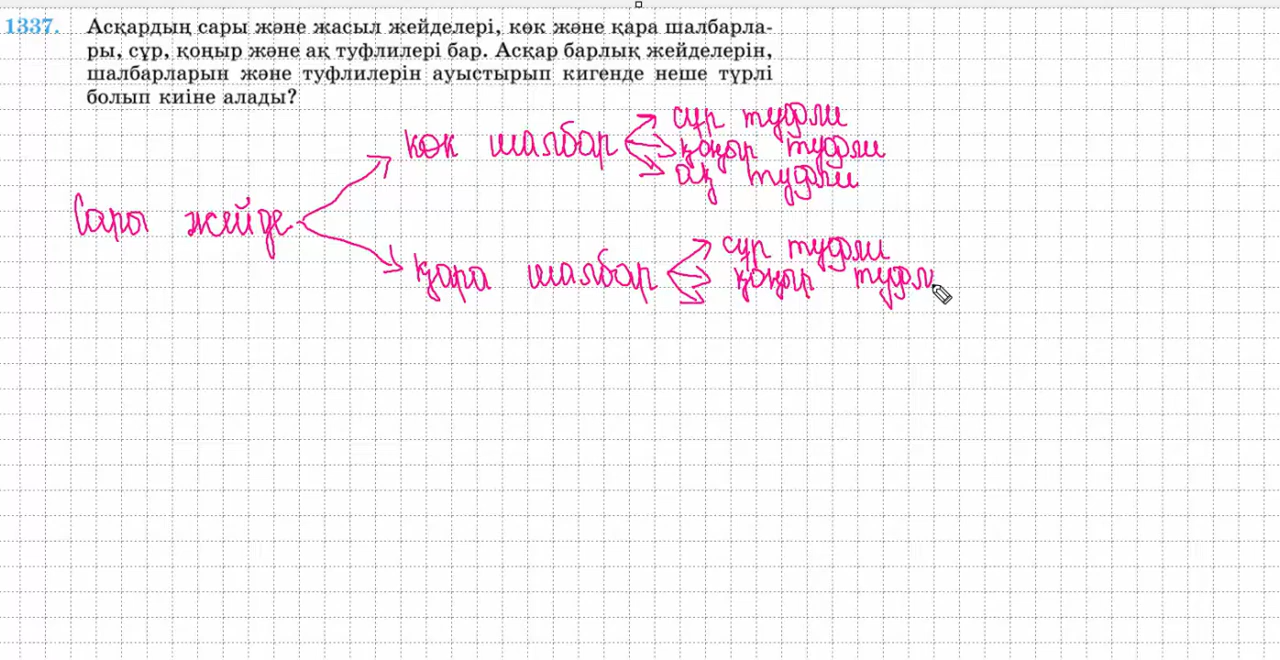 1337. Асқардың сары және жасыл жейделері, көк және қара шалбарла-
ры, сұр, қоңыр және ақ туфлилері бар. Асқар барлық жейделерін,
шалбарларын және туфлилерін ауыстырып кигенде неше түрлі
болып киіне алады?
сұр туфли
көк шалбар
қоңыр туфли
ақ туфли
Сары жейде
сұр туфли
қара шалбар
қоңыр туфли